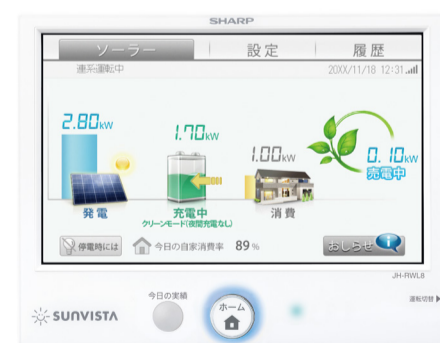 SHARP
ソーラー 設定 履歴
連系運転中 20XX/11/18 12:31
2.80kW
1.70kW
1.00kW
0.10kW
売電中
発電 充電中 消費
クリーンモード(夜間充電なし)
停電時には 今日の自家消費率 89% おしらせ
JH-RWL8
今日の実績 ホーム 運転切替
SUNVISTA